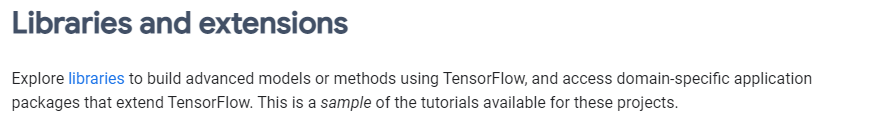 Libraries and extensions
Explore libraries to build advanced models or methods using TensorFlow, and access domain-specific application
packages that extend TensorFlow. This is a sample of the tutorials available for these projects.